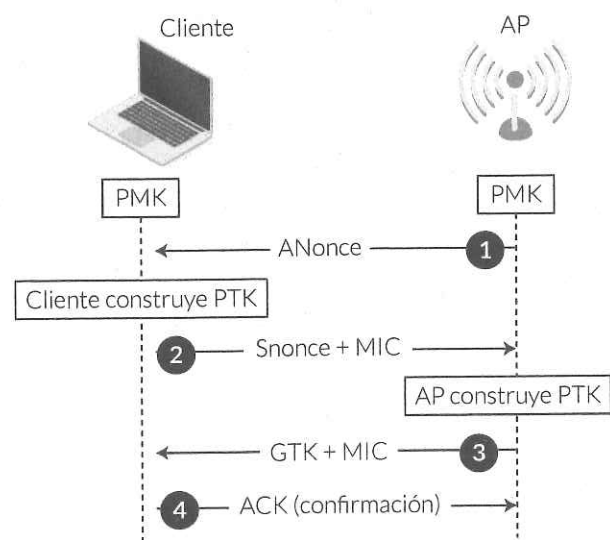 Cliente
AP
PMK
PMK
ANonce
1
Cliente construye PTK
2
Snonce + MIC
AP construye PTK
GTK + MIC
3
4
ACK (confirmación)